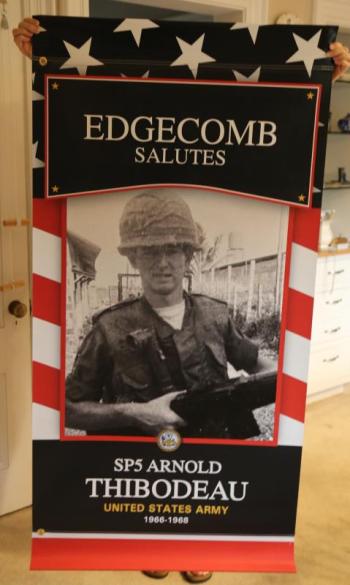 EDGECOMB
SALUTES
SP5 ARNOLD
THIBODEAU
UNITED STATES ARMY
1966-1968